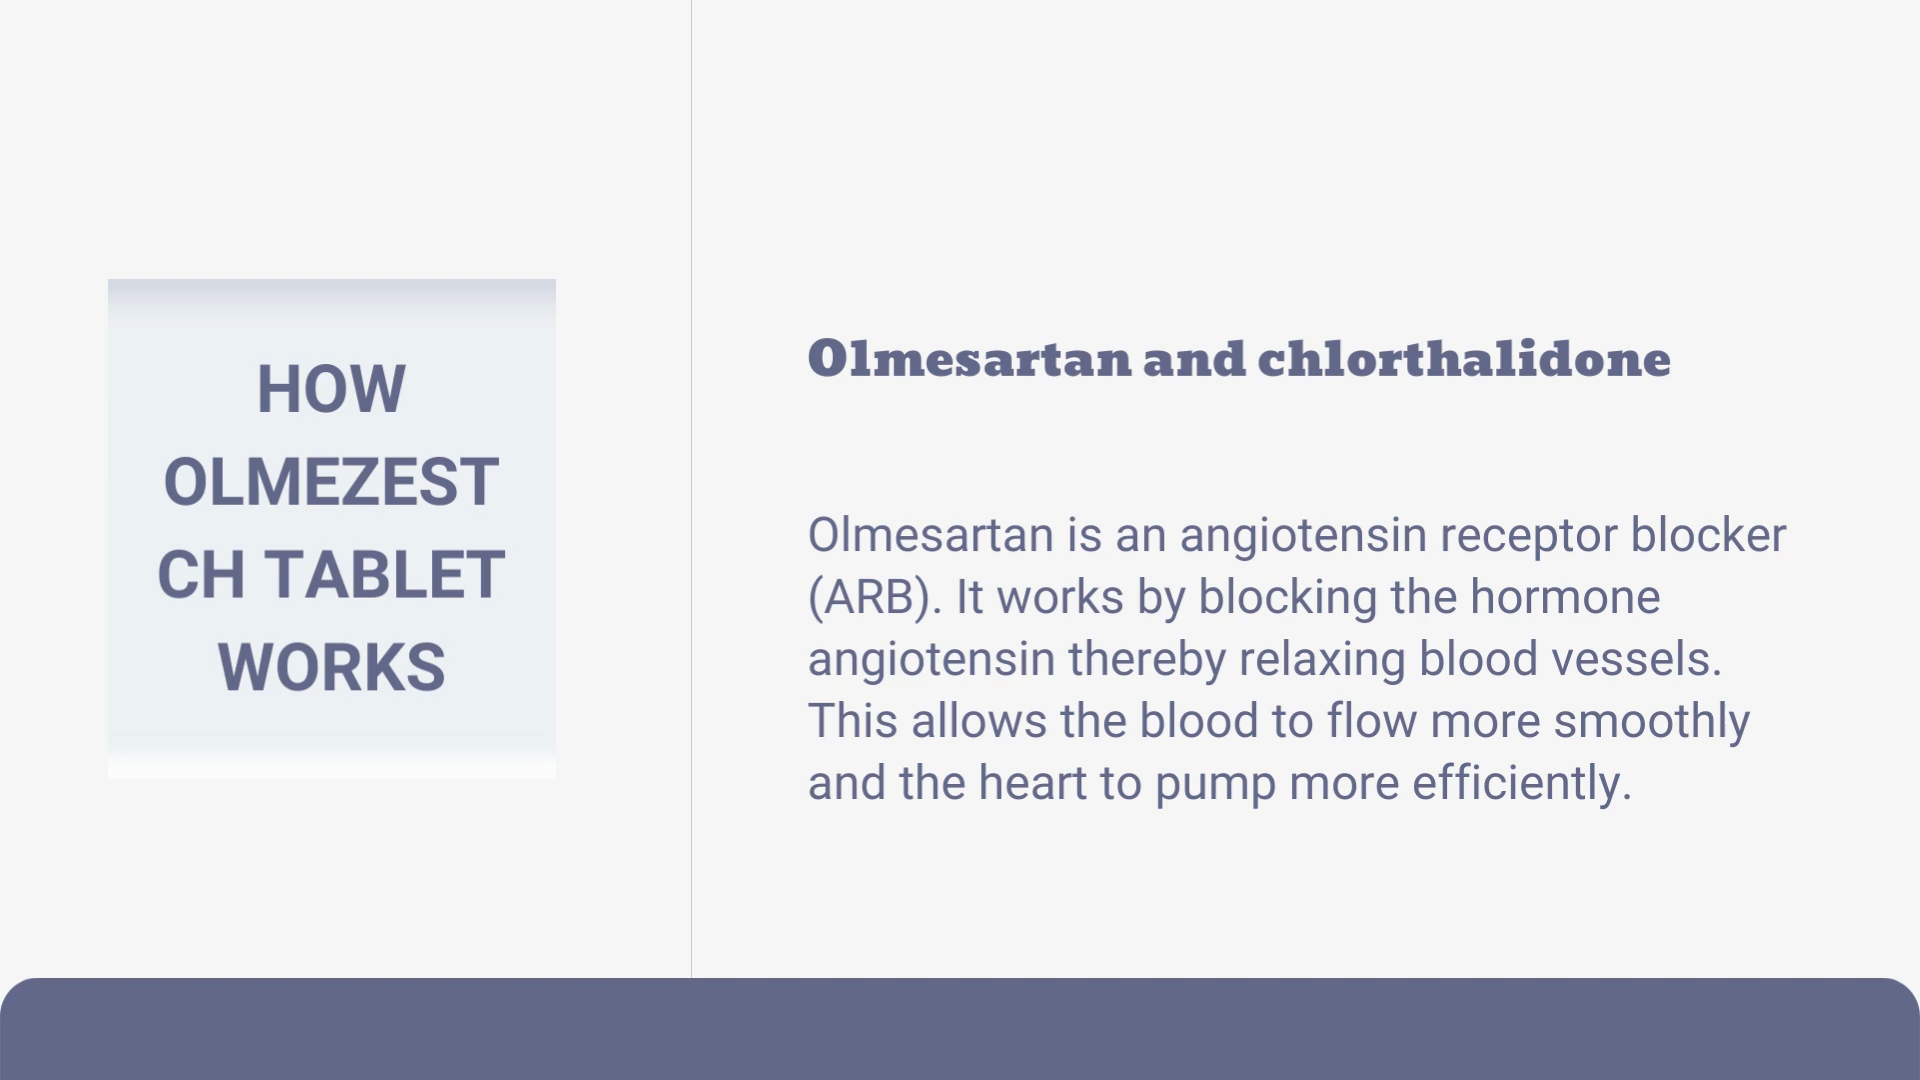 HOW
OLMEZEST
CH TABLET
WORKS
Olmesartan and chlorthalidone
Olmesartan is an angiotensin receptor blocker
(ARB). It works by blocking the hormone
angiotensin thereby relaxing blood vessels.
This allows the blood to flow more smoothly
and the heart to pump more efficiently.